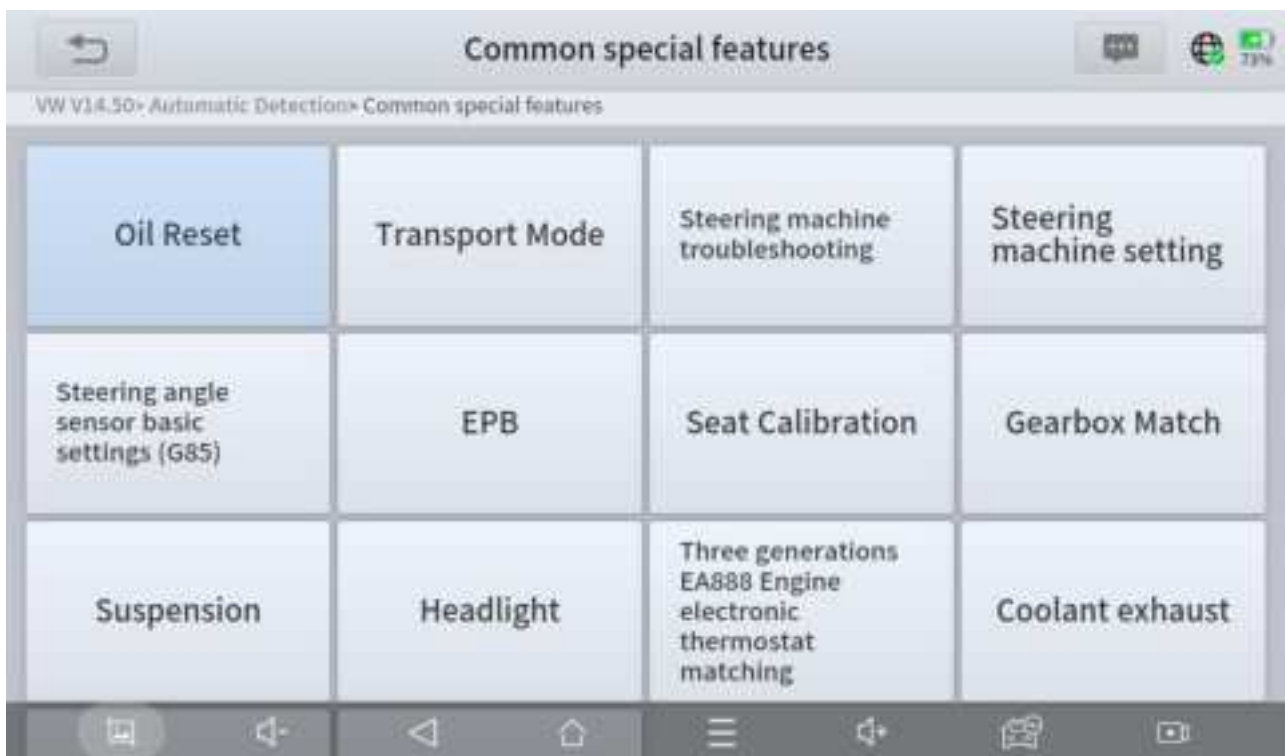 Common special features
73%
VW V14.50> Automatic Detection> Common special features
Oil Reset
Transport Mode
Steering machine
troubleshooting
Steering
machine setting
Steering angle
sensor basic
settings (G85)
EPB
Seat Calibration
Gearbox Match
Suspension
Headlight
Three generations
EA888 Engine
electronic
thermostat
matching
Coolant exhaust